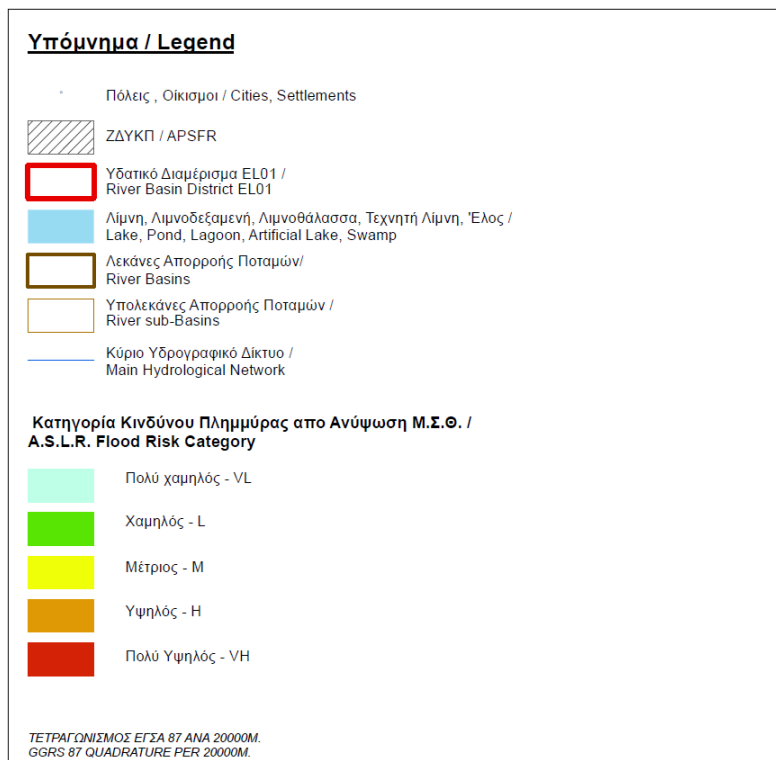 Υπόμνημα / Legend
Πόλεις , Οίκισμοι / Cities, Settlements
ΖΔΥΚΠ / APSFR
Υδατικό Διαμέρισμα EL01 /
River Basin District EL01
Λίμνη, Λιμνοδεξαμενή, Λιμνοθάλασσα, Τεχνητή Λίμνη, 'Ελος /
Lake, Pond, Lagoon, Artificial Lake, Swamp
Λεκάνες Απορροής Ποταμών/
River Basins
Υπολεκάνες Απορροής Ποταμών /
River sub-Basins
Κύριο Υδρογραφικό Δίκτυο /
Main Hydrological Network
Κατηγορία Κινδύνου Πλημμύρας απο Ανύψωση Μ.Σ.Θ. /
A.S.L.R. Flood Risk Category
Πολύ χαμηλός - VL
Χαμηλός - L
Μέτριος - M
Υψηλός - H
Πολύ Υψηλός - VH
ΤΕΤΡΑΓΩΝΙΣΜΟΣ ΕΓΣΑ 87 ΑΝΑ 20000Μ.
GGRS 87 QUADRATURE PER 20000M.